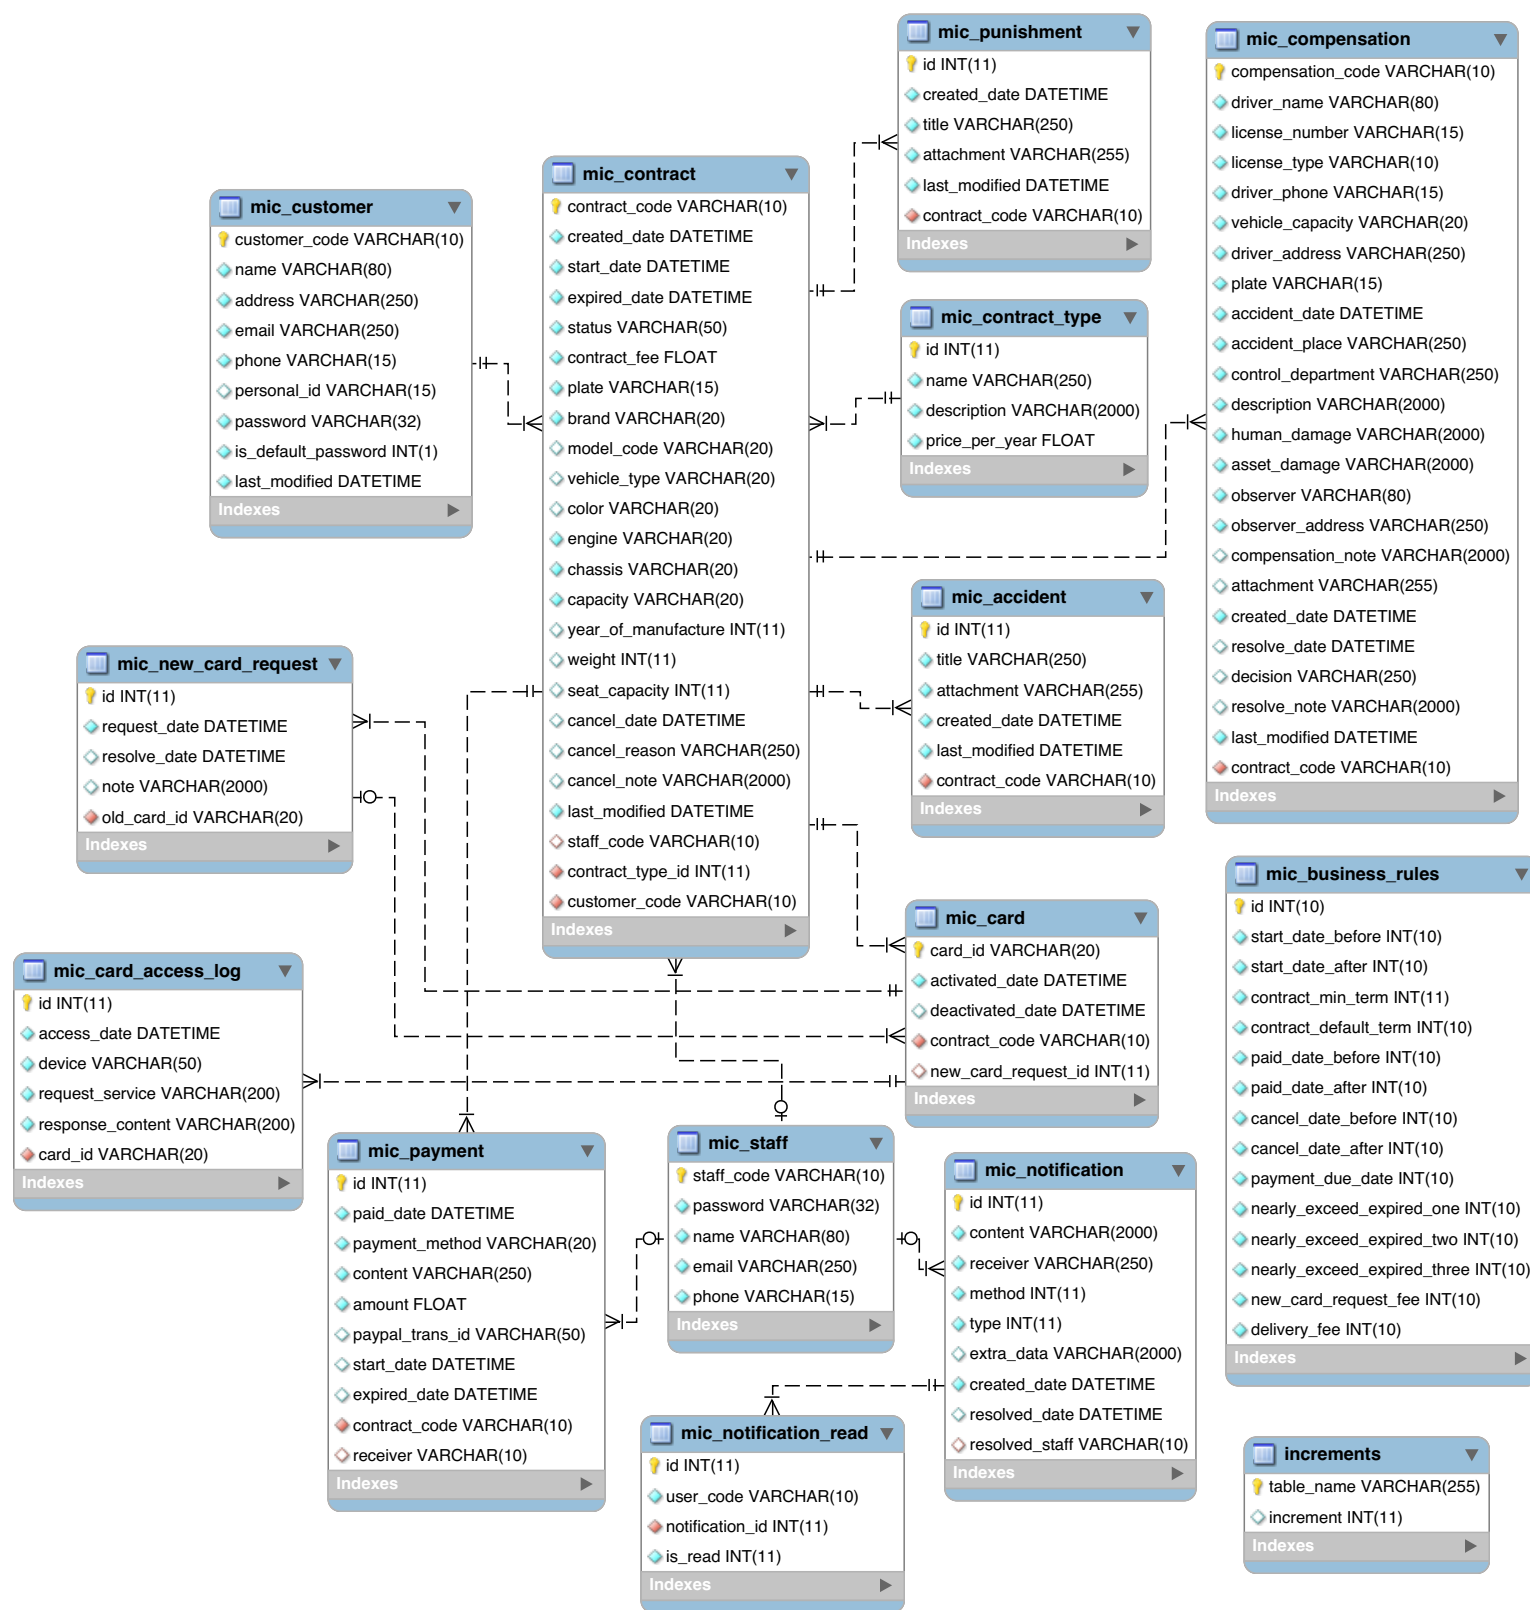 mic_punishment
id INT(11)
created_date DATETIME
title VARCHAR(250)
attachment VARCHAR(255)
last_modified DATETIME
contract_code VARCHAR(10)
Indexes
mic_compensation
compensation_code VARCHAR(10)
driver_name VARCHAR(80)
license_number VARCHAR(15)
license_type VARCHAR(10)
driver_phone VARCHAR(15)
vehicle_capacity VARCHAR(20)
driver_address VARCHAR(250)
plate VARCHAR(15)
accident_date DATETIME
accident_place VARCHAR(250)
control_department VARCHAR(250)
description VARCHAR(2000)
human_damage VARCHAR(2000)
asset_damage VARCHAR(2000)
observer VARCHAR(80)
observer_address VARCHAR(250)
compensation_note VARCHAR(2000)
attachment VARCHAR(255)
created_date DATETIME
resolve_date DATETIME
decision VARCHAR(250)
resolve_note VARCHAR(2000)
last_modified DATETIME
contract_code VARCHAR(10)
Indexes
mic_contract
contract_code VARCHAR(10)
created_date DATETIME
start_date DATETIME
expired_date DATETIME
status VARCHAR(50)
contract_fee FLOAT
plate VARCHAR(15)
brand VARCHAR(20)
model_code VARCHAR(20)
vehicle_type VARCHAR(20)
color VARCHAR(20)
engine VARCHAR(20)
chassis VARCHAR(20)
capacity VARCHAR(20)
year_of_manufacture INT(11)
weight INT(11)
seat_capacity INT(11)
cancel_date DATETIME
cancel_reason VARCHAR(250)
cancel_note VARCHAR(2000)
last_modified DATETIME
staff_code VARCHAR(10)
contract_type_id INT(11)
customer_code VARCHAR(10)
Indexes
mic_customer
customer_code VARCHAR(10)
name VARCHAR(80)
address VARCHAR(250)
email VARCHAR(250)
phone VARCHAR(15)
personal_id VARCHAR(15)
password VARCHAR(32)
is_default_password INT(1)
last_modified DATETIME
Indexes
mic_contract_type
id INT(11)
name VARCHAR(250)
description VARCHAR(2000)
price_per_year FLOAT
Indexes
mic_accident
id INT(11)
title VARCHAR(250)
attachment VARCHAR(255)
created_date DATETIME
last_modified DATETIME
contract_code VARCHAR(10)
Indexes
mic_new_card_request
id INT(11)
request_date DATETIME
resolve_date DATETIME
note VARCHAR(2000)
old_card_id VARCHAR(20)
Indexes
mic_card
card_id VARCHAR(20)
activated_date DATETIME
deactivated_date DATETIME
contract_code VARCHAR(10)
new_card_request_id INT(11)
Indexes
mic_business_rules
id INT(10)
start_date_before INT(10)
start_date_after INT(10)
contract_min_term INT(11)
contract_default_term INT(10)
paid_date_before INT(10)
paid_date_after INT(10)
cancel_date_before INT(10)
cancel_date_after INT(10)
payment_due_date INT(10)
nearly_exceed_expired_one INT(10)
nearly_exceed_expired_two INT(10)
nearly_exceed_expired_three INT(10)
new_card_request_fee INT(10)
delivery_fee INT(10)
Indexes
mic_card_access_log
id INT(11)
access_date DATETIME
device VARCHAR(50)
request_service VARCHAR(200)
response_content VARCHAR(200)
card_id VARCHAR(20)
Indexes
mic_payment
id INT(11)
paid_date DATETIME
payment_method VARCHAR(20)
content VARCHAR(250)
amount FLOAT
paypal_trans_id VARCHAR(50)
start_date DATETIME
expired_date DATETIME
contract_code VARCHAR(10)
receiver VARCHAR(10)
Indexes
mic_staff
staff_code VARCHAR(10)
password VARCHAR(32)
name VARCHAR(80)
email VARCHAR(250)
phone VARCHAR(15)
Indexes
mic_notification
id INT(11)
content VARCHAR(2000)
receiver VARCHAR(250)
method INT(11)
type INT(11)
extra_data VARCHAR(2000)
created_date DATETIME
resolved_date DATETIME
resolved_staff VARCHAR(10)
Indexes
mic_notification_read
id INT(11)
user_code VARCHAR(10)
notification_id INT(11)
is_read INT(11)
Indexes
increments
table_name VARCHAR(255)
increment INT(11)
Indexes